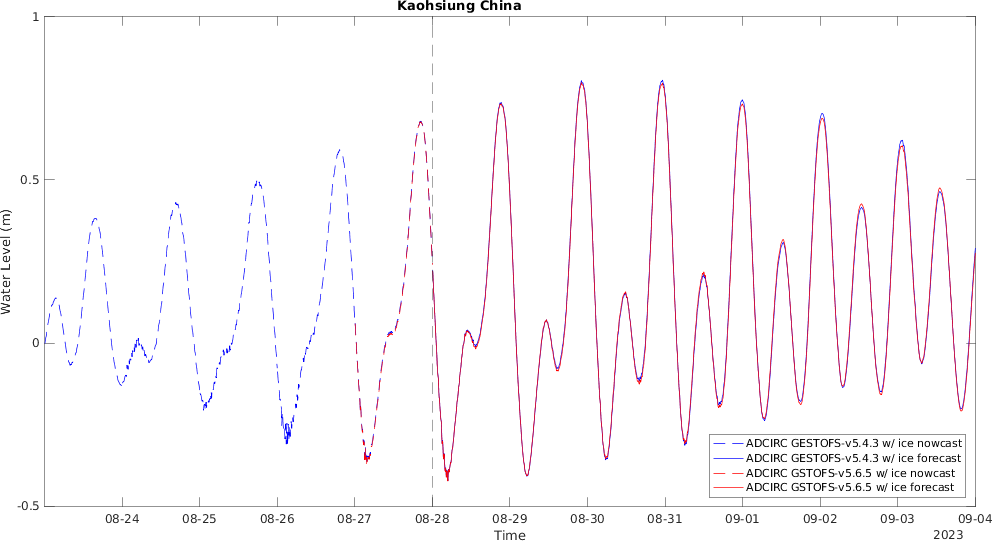 Kaohsiung China
1
0.5
0
-0.5
Water Level (m)
08-24 08-25 08-26 08-27 08-28 08-29 08-30 08-31 09-01 09-02 09-03 09-04
Time
2023
ADCIRC GESTOFS-v5.4.3 w/ ice nowcast
ADCIRC GESTOFS-v5.4.3 w/ ice forecast
ADCIRC GSTOFS-v5.6.5 w/ ice nowcast
ADCIRC GSTOFS-v5.6.5 w/ ice forecast